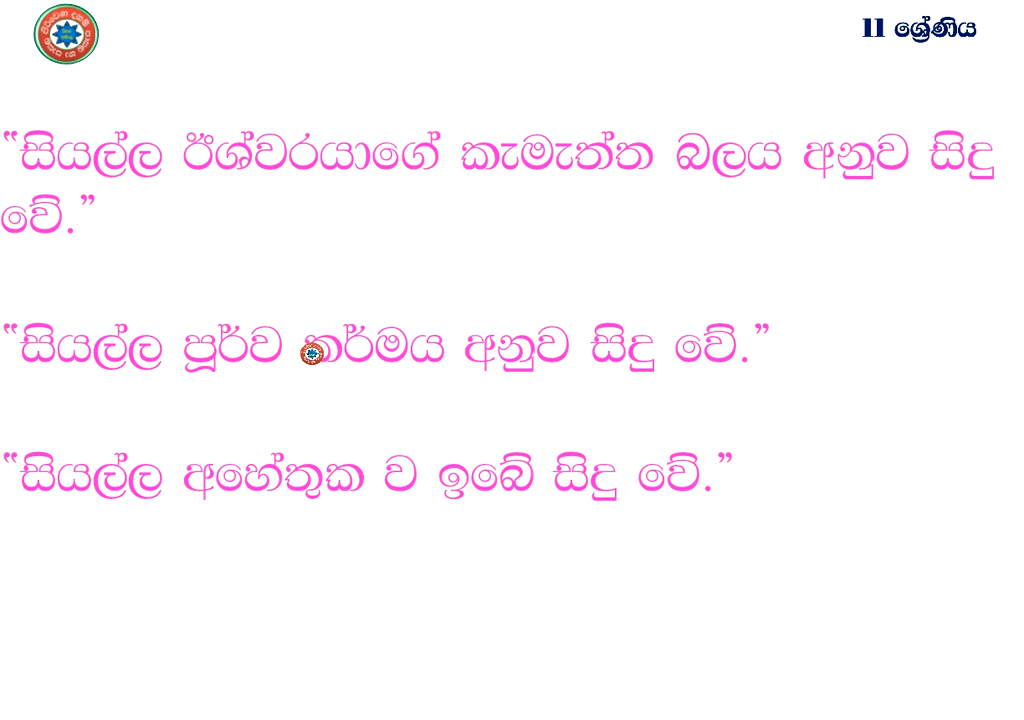 11 ශ්‍රේණිය
“සියල්ල ඊශ්වරයාගේ කැමැත්ත බලය අනුව සිදු
වේ.”
“සියල්ල පූර්ව කර්මය අනුව සිදු වේ.”
“සියල්ල අහේතුක ව ඉබේ සිදු වේ.”